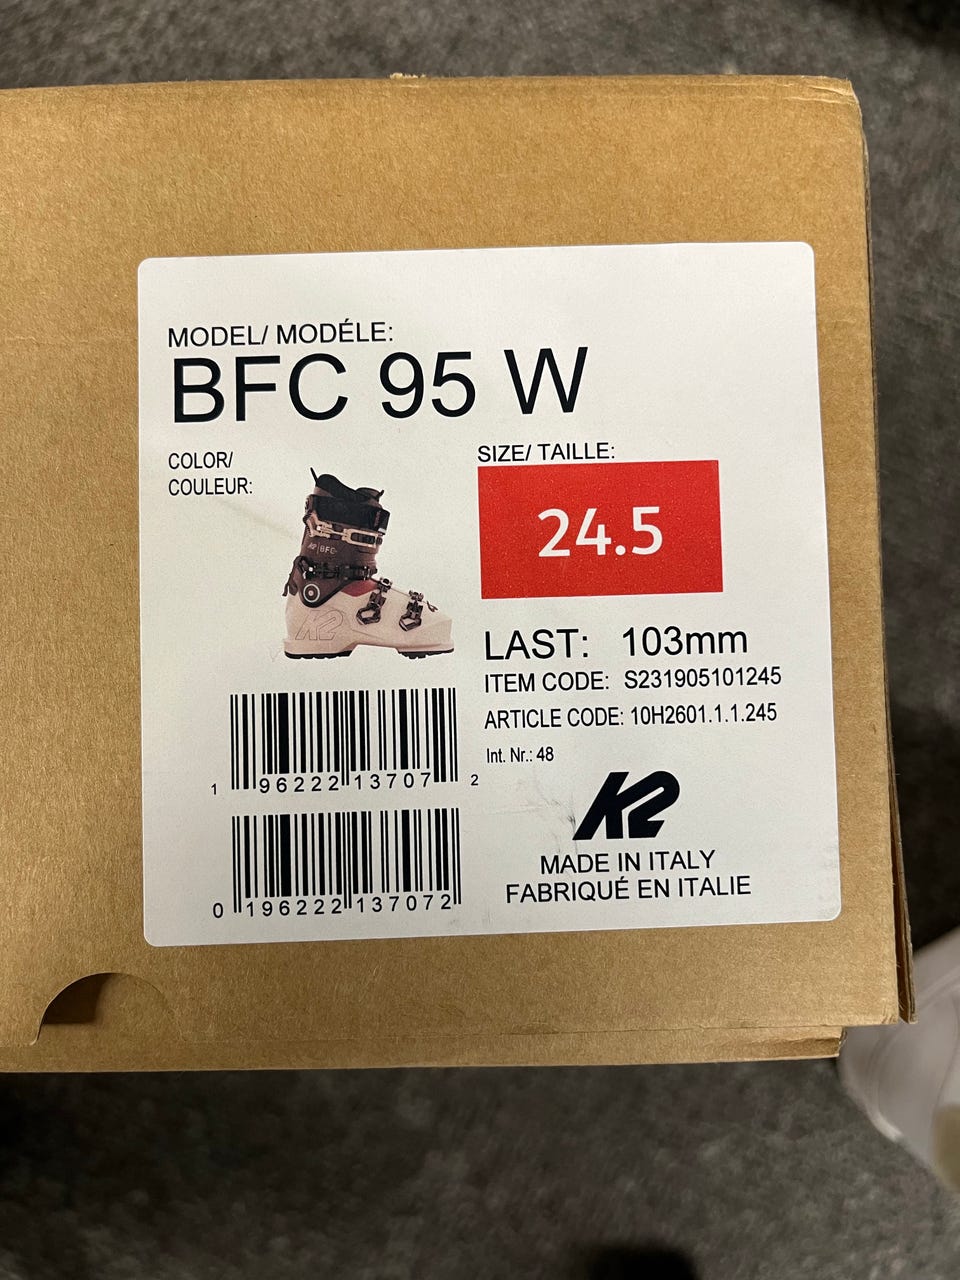 MODEL/ MODÉLE:
BFC 95 W
COLOR/
COULEUR:
SIZE/ TAILLE:
24.5
BFC
K2
LAST: 103mm
ITEM CODE: S231905101245
ARTICLE CODE: 10H2601.1.1.245
Int. Nr.: 48
1 96222 13707 2
K2
MADE IN ITALY
FABRIQUÉ EN ITALIE
0 196222 137072